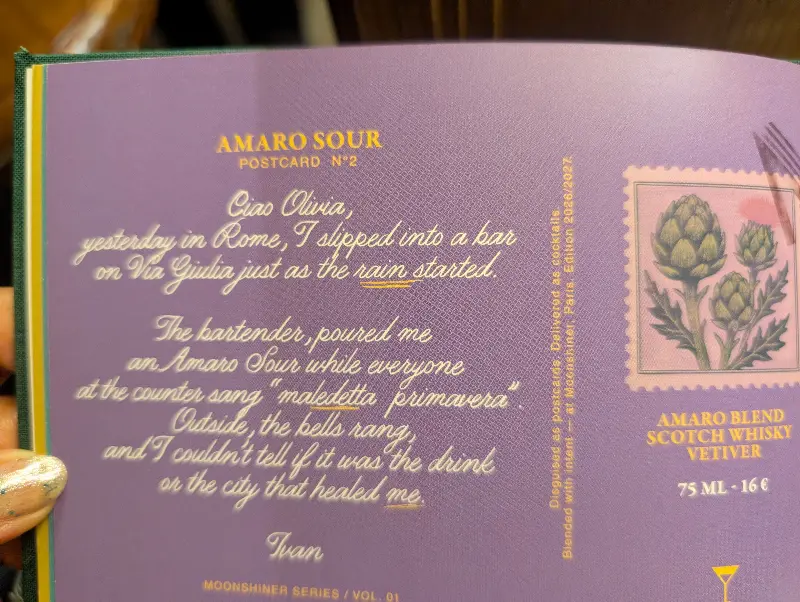 AMARO SOUR
POSTCARD N°2
Ciao Olivia,
yesterday in Rome, I slipped into a bar
on Via Giulia just as the rain started.
The bartender, poured me
an Amaro Sour while everyone
at the counter sang "maledetta primavera".
Outside, the bells rang,
and I couldn't tell if it was the drink
or the city that healed me.
Ivan
MOONSHINER SERIES / VOL. 01
Disguised as postcards. Delivered as cocktails.
Blended with intent — at Moonshiner, Paris. Edition 2026/2027.
AMARO BLEND
SCOTCH WHISKY
VETIVER
75 ML - 16 €